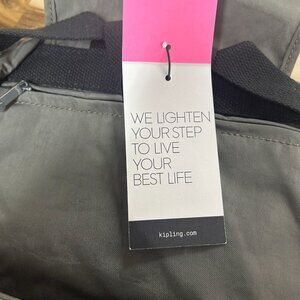 WE LIGHTEN
YOUR STEP
TO LIVE
YOUR
BEST LIFE
kipling.com